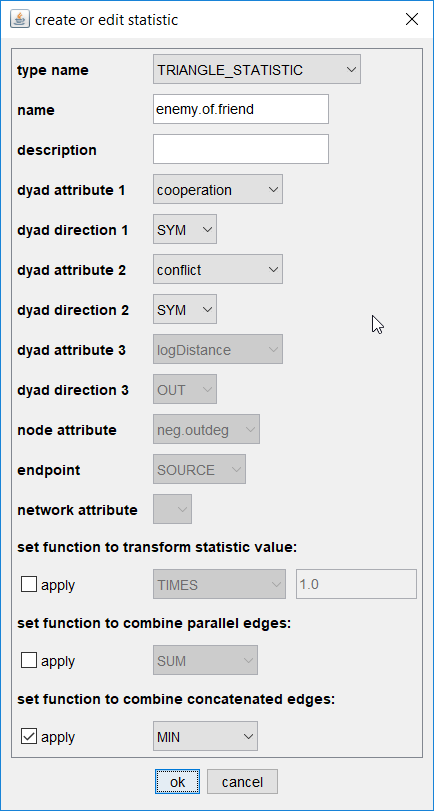 create or edit statistic
type name TRIANGLE_STATISTIC
name enemy.of.friend
description
dyad attribute 1 cooperation
dyad direction 1 SYM
dyad attribute 2 conflict
dyad direction 2 SYM
dyad attribute 3 logDistance
dyad direction 3 OUT
node attribute neg.outdeg
endpoint SOURCE
network attribute
set function to transform statistic value:
apply TIMES 1.0
set function to combine parallel edges:
apply SUM
set function to combine concatenated edges:
apply MIN
ok cancel